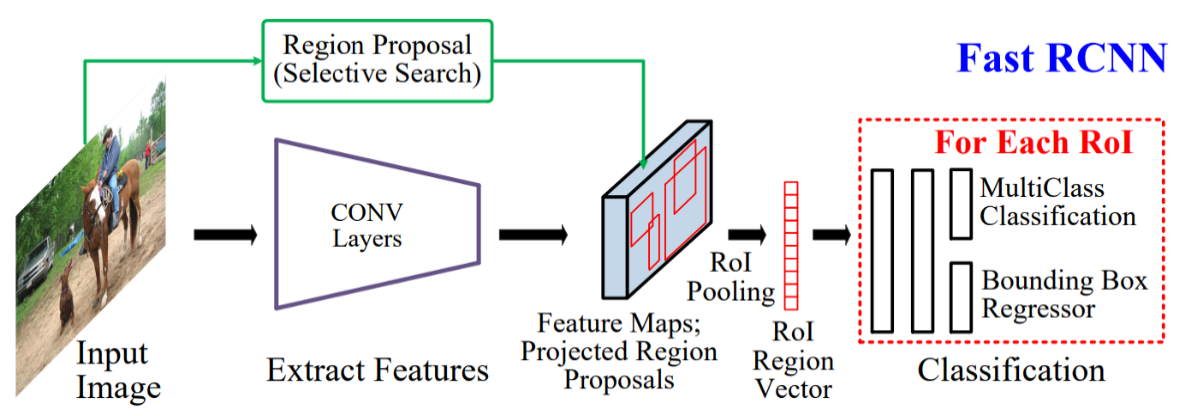 Region Proposal
(Selective Search)
Fast RCNN
For Each RoI
CONV
Layers
MultiClass
Classification
Bounding Box
Regressor
RoI
Pooling
Feature Maps;
Projected Region
Proposals
RoI
Region
Vector
Input
Image
Extract Features
Classification